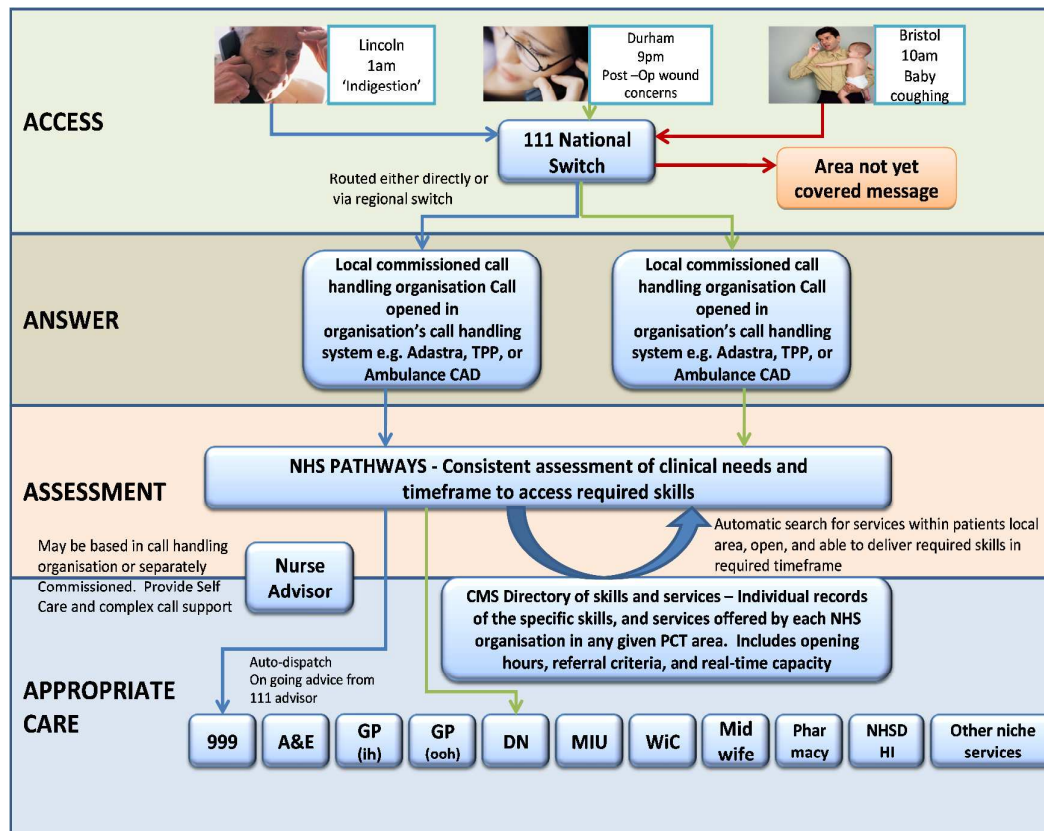 Lincoln
1am
‘Indigestion’
Durham
9pm
Post –Op wound
concerns
Bristol
10am
Baby
coughing
ACCESS
111 National
Switch
Area not yet
covered message
Routed either directly or
via regional switch
ANSWER
Local commissioned call
handling organisation Call
opened in
organisation’s call handling
system e.g. Adastra, TPP, or
Ambulance CAD
Local commissioned call
handling organisation Call
opened in
organisation’s call handling
system e.g. Adastra, TPP, or
Ambulance CAD
ASSESSMENT
NHS PATHWAYS - Consistent assessment of clinical needs and
timeframe to access required skills
Automatic search for services within patients local
area, open, and able to deliver required skills in
required timeframe
May be based in call handling
organisation or separately
Commissioned.  Provide Self
Care and complex call support
Nurse
Advisor
CMS Directory of skills and services – Individual records
of the specific skills, and services offered by each NHS
organisation in any given PCT area.  Includes opening
hours, referral criteria, and real-time capacity
APPROPRIATE
CARE
Auto-dispatch
On going advice from
111 advisor
999
A&E
GP
(ih)
GP
(ooh)
DN
MIU
WiC
Mid
wife
Phar
macy
NHSD
HI
Other niche
services